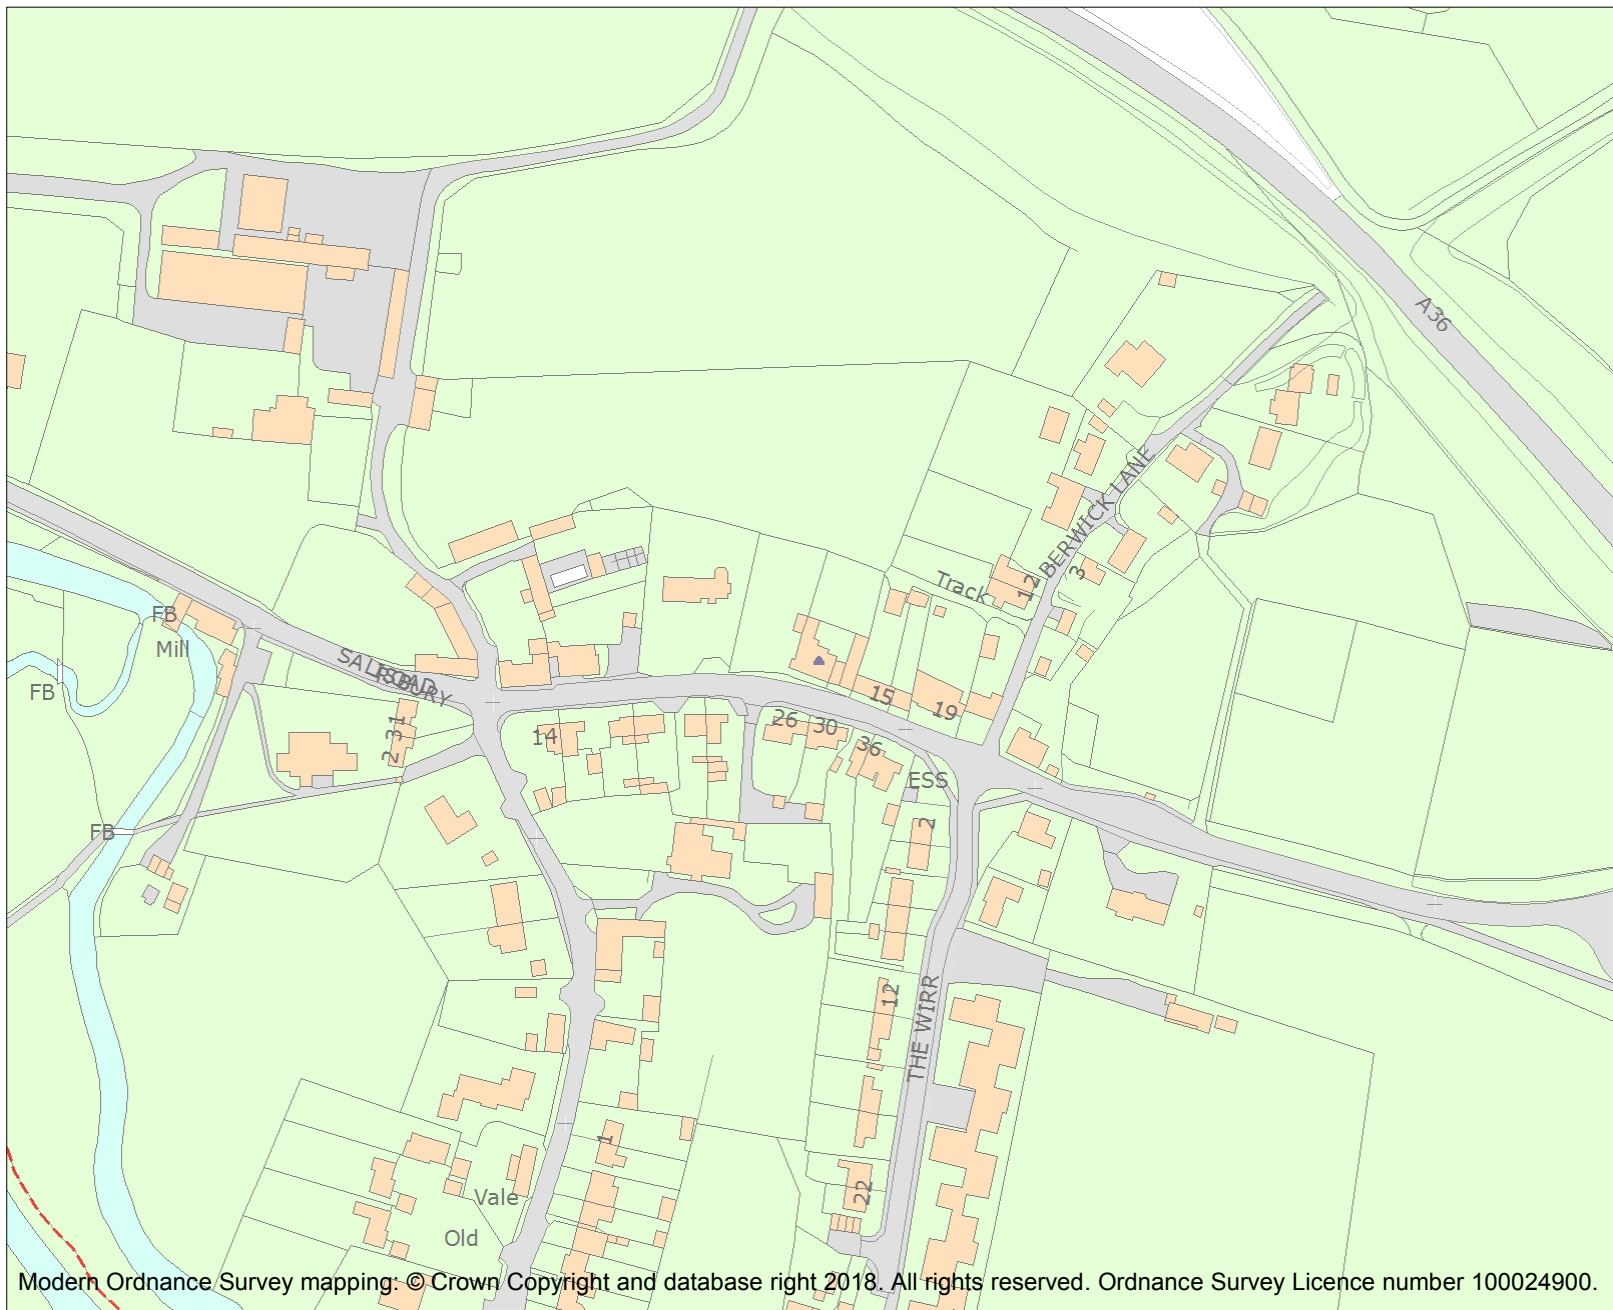 A36
BERWICK LANE
Track
12
3
FB
Mill
FB
SALISBURY
ROAD
15
19
1
3
2
14
26
30
36
ESS
2
FB
12
THE WIRR
1
22
Vale
Old
Modern Ordnance Survey mapping: © Crown Copyright and database right 2018. All rights reserved. Ordnance Survey Licence number 100024900.